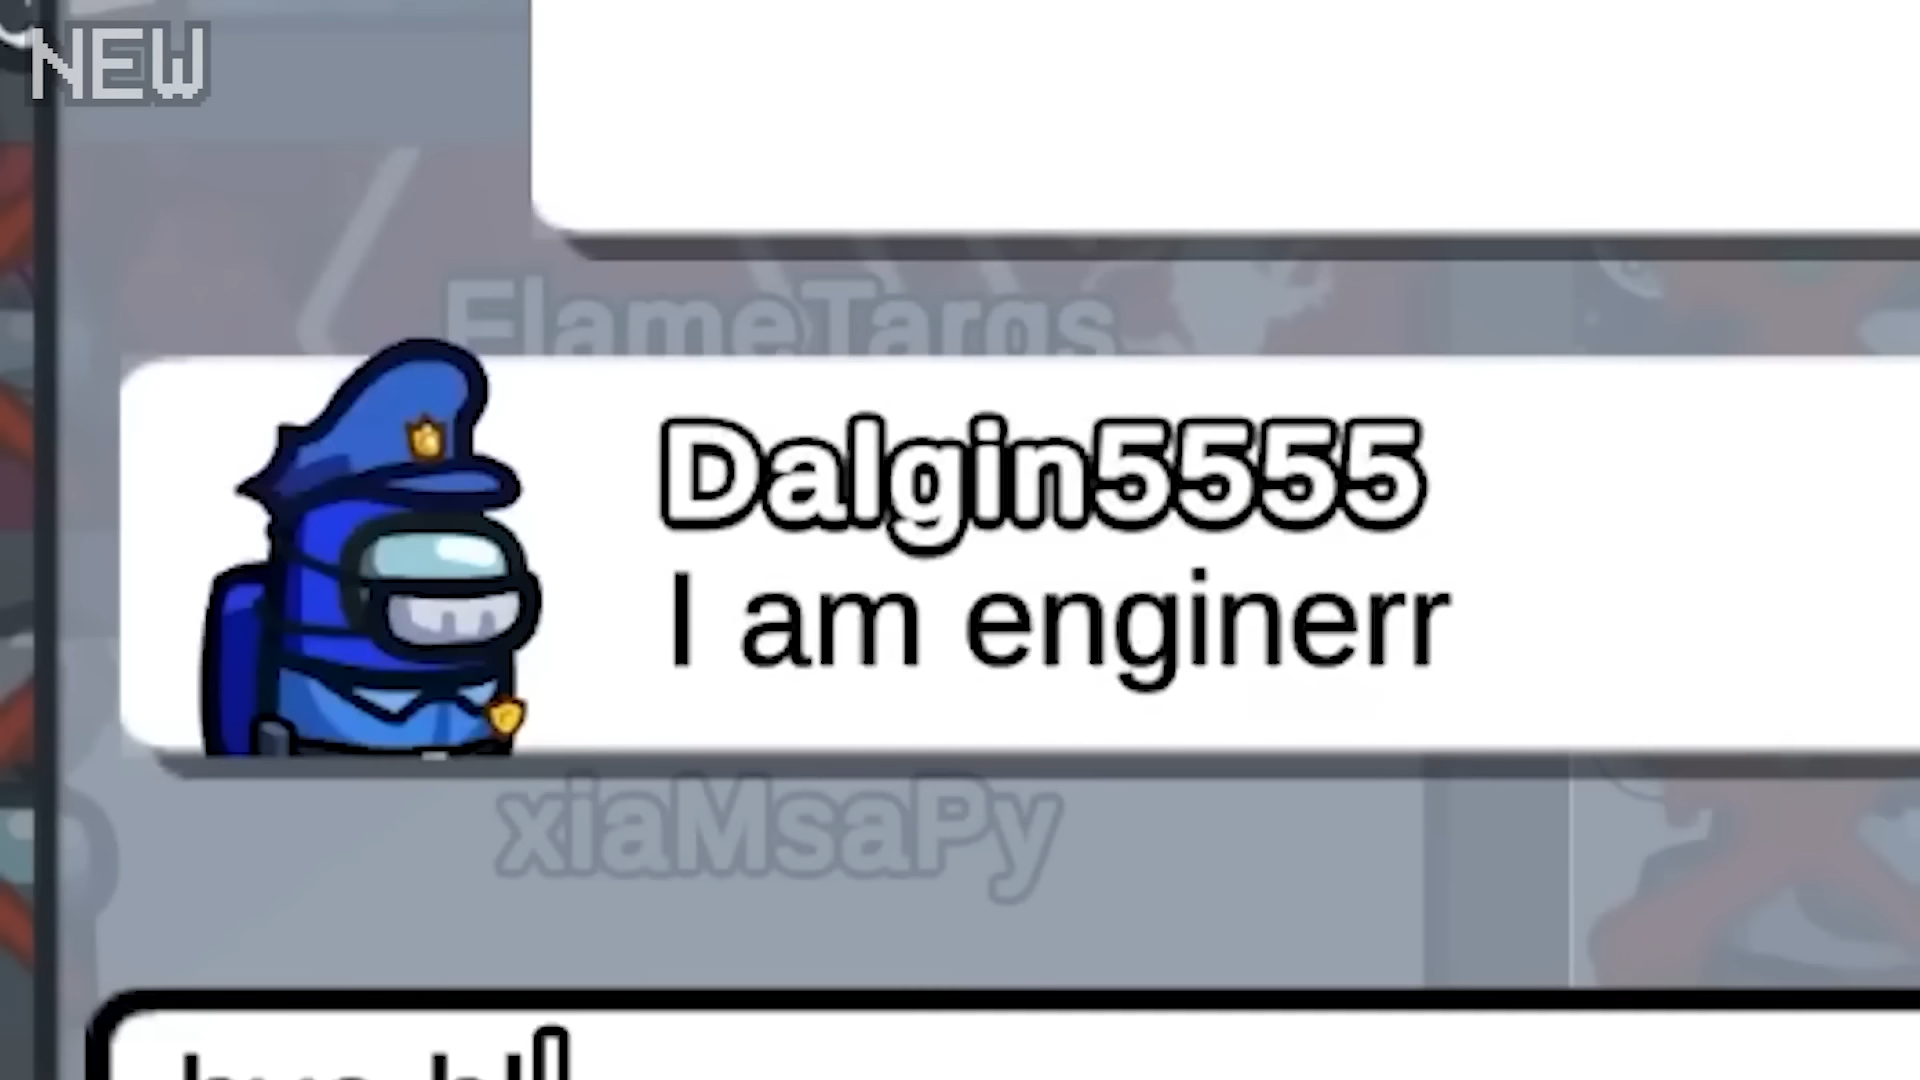 NEW
FlameTargs
Dalgin5555
I am enginerr
xiaMsaPy